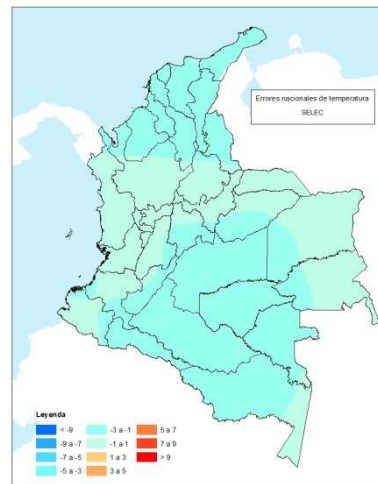 Errores nacionales de temperatura
SELEC
Leyenda
< -9
-9 a -7
-7 a -5
-5 a -3
-3 a -1
-1 a 1
1 a 3
3 a 5
5 a 7
7 a 9
> 9